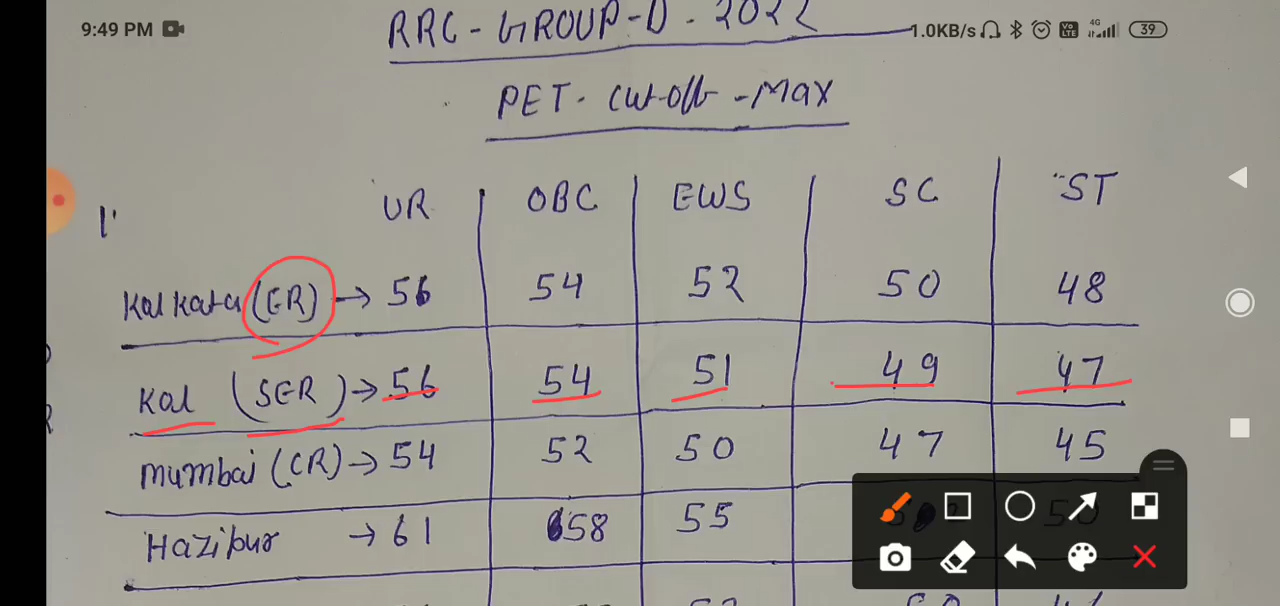 9:49 PM
1.0KB/s 4G 39
RRC - GROUP - D - 2022
PET - Cut-off - Max
UR OBC EWS SC ST
Kolkata (ER) → 56 54 52 50 48
Kol (SER) → 56 54 51 49 47
Mumbai (CR) → 54 52 50 47 45
Hazipur → 61 58 55